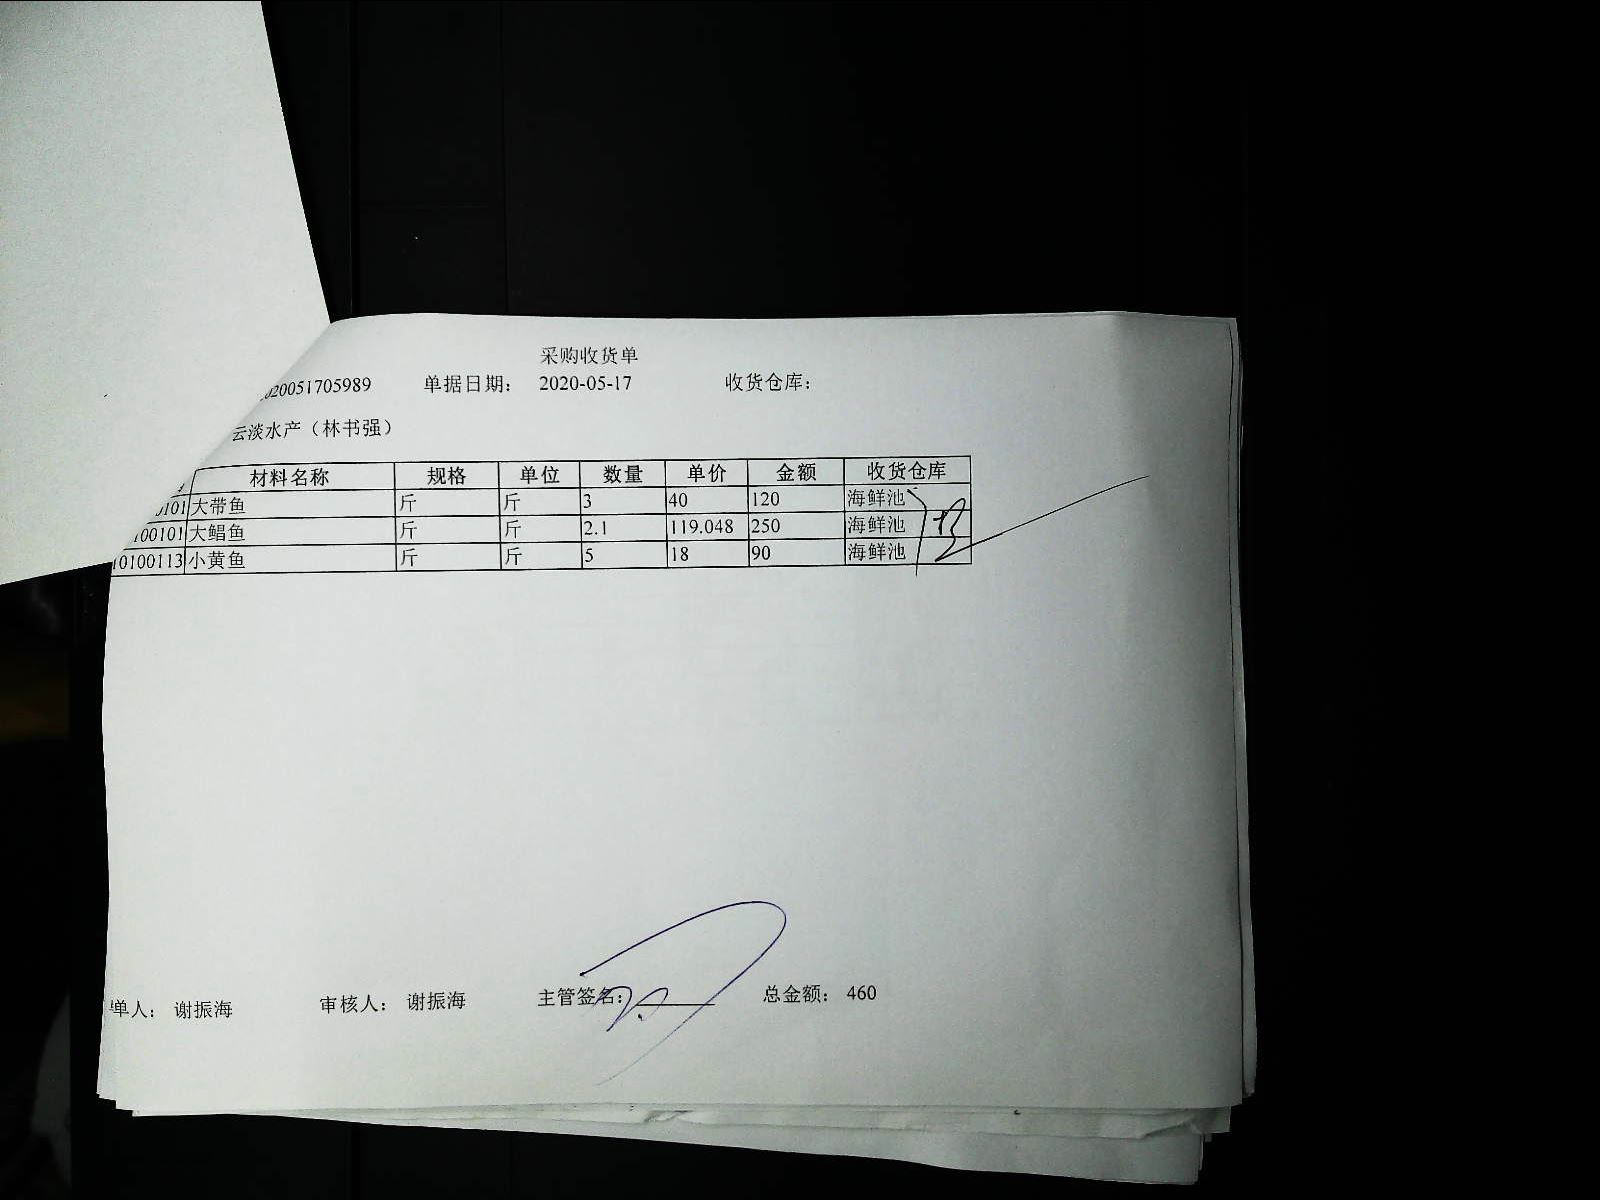 采购收货单
020051705989 单据日期： 2020-05-17 收货仓库：
云淡水产（林书强）
材料名称 规格 单位 数量 单价 金额 收货仓库
0101 大带鱼 斤 斤 3 40 120 海鲜池
100101 大鲳鱼 斤 斤 2.1 119.048 250 海鲜池
10100113 小黄鱼 斤 斤 5 18 90 海鲜池
单人： 谢振海 审核人： 谢振海 主管签名： 总金额： 460